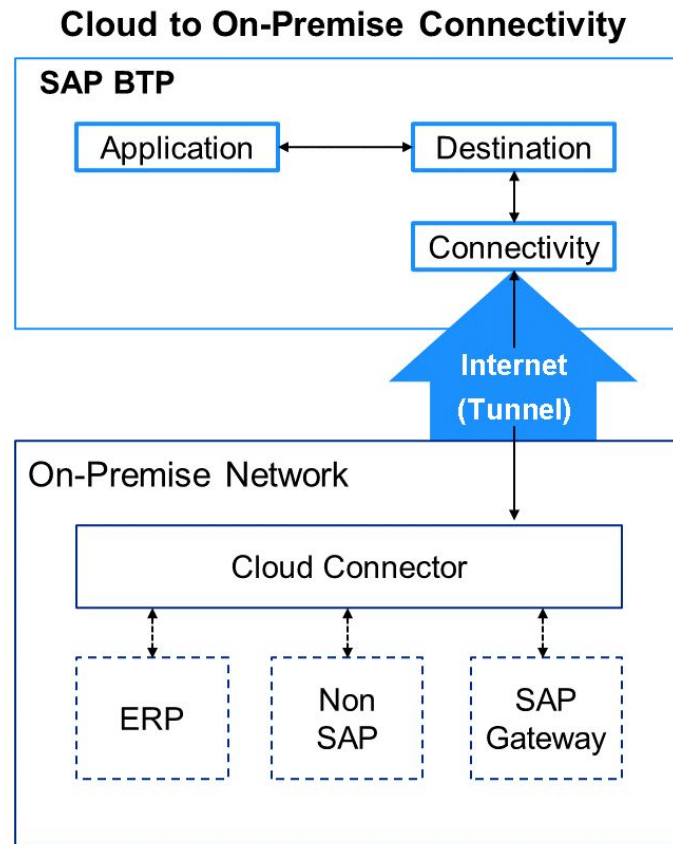 Cloud to On-Premise Connectivity
SAP BTP
Application
Destination
Connectivity
Internet
(Tunnel)
On-Premise Network
Cloud Connector
ERP
Non
SAP
SAP
Gateway